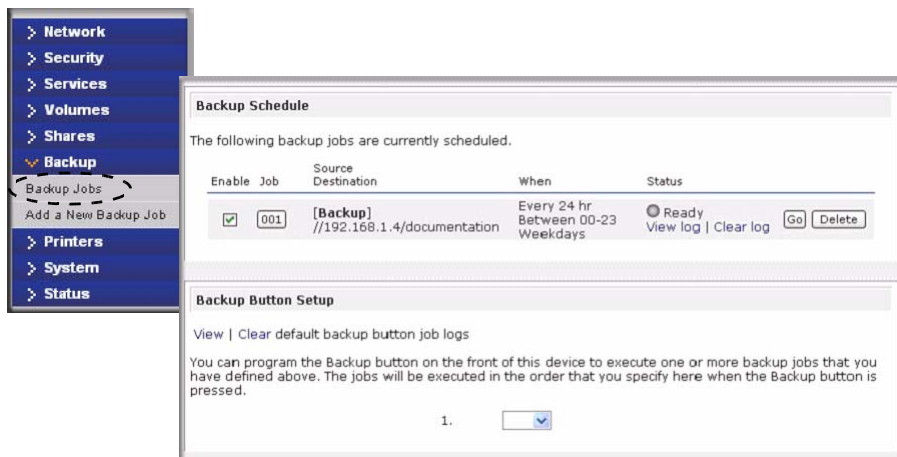 Network
Security
Services
Volumes
Shares
Backup
Backup Jobs
Add a New Backup Job
Printers
System
Status
Backup Schedule
The following backup jobs are currently scheduled.
Enable Job Source Destination When Status
001 [Backup] //192.168.1.4/documentation Every 24 hr Between 00-23 Weekdays Ready View log | Clear log Go Delete
Backup Button Setup
View | Clear default backup button job logs
You can program the Backup button on the front of this device to execute one or more backup jobs that you
have defined above. The jobs will be executed in the order that you specify here when the Backup button is
pressed.
1.